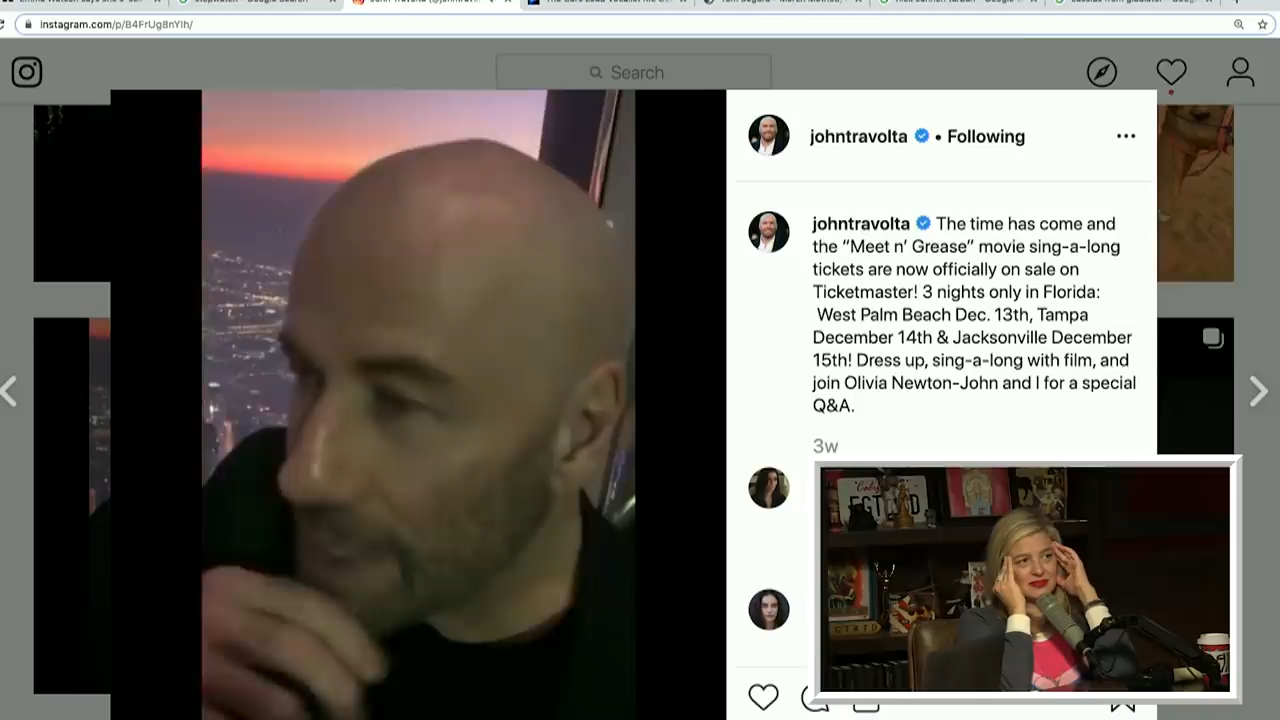 instagram.com/p/B4FrUg8nYIh/
Search
johntravolta • Following
johntravolta The time has come and
the “Meet n’ Grease” movie sing-a-long
tickets are now officially on sale on
Ticketmaster! 3 nights only in Florida:
West Palm Beach Dec. 13th, Tampa
December 14th & Jacksonville December
15th! Dress up, sing-a-long with film, and
join Olivia Newton-John and I for a special
Q&A.
3w